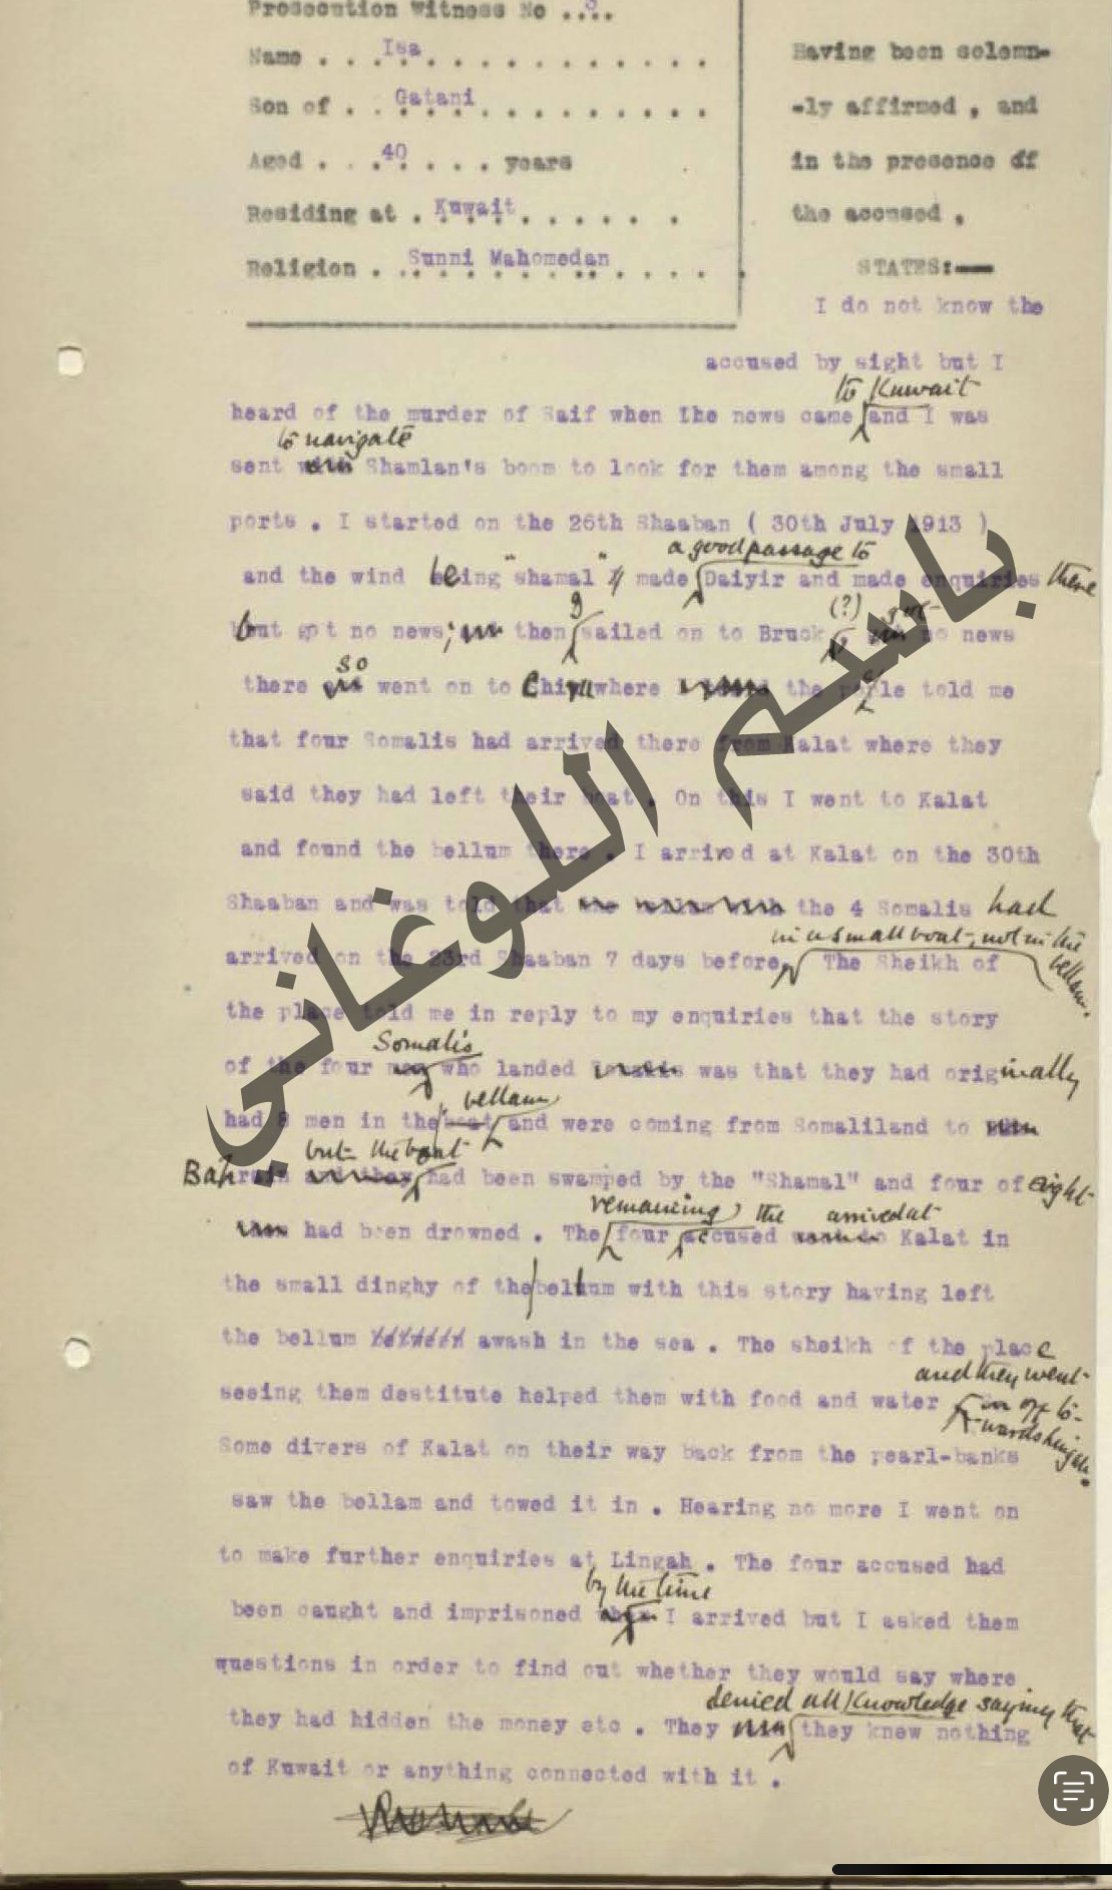 Prosecution Witness No .3..
Name . . .Isa. . . . . . . . . . . .
Son of . . Gatani . . . . . . . . . .
Aged . . .40. . . . years
Residing at . Kuwait. . . . . . .
Religion . Sunni Mahomedan . . . .
Having been solemn-
-ly affirmed , and
in the presence of
the accused ,
STATES:—
I do not know the
accused by sight but I
to Kuwait
heard of the murder of Saif when the news came and I was
to navigate
sent Shamlan's boom to look for them among the small
ports . I started on the 26th Shaaban ( 30th July 1913 )
a good passage to
and the wind being "shamal" I made Daiyir and made enquiries there
but got no news; then sailed on to Bruck (?) got no news
so
there went on to where the people told me
that four Somalis had arrived there from Kalat where they
said they had left their boat . On this I went to Kalat
and found the bellum there . I arrived at Kalat on the 30th
Shaaban and was told that the 4 Somalis had
in a small boat, not in the bellum.
arrived on the 23rd Shaaban 7 days before, The Sheikh of
the place told me in reply to my enquiries that the story
Somalis
of the four who landed was that they had originally
bellam
had 8 men in the and were coming from Somaliland to
but the boat
Bahrain had been swamped by the "Shamal" and four of eight
remaining the arrived at
had been drowned . The four accused Kalat in
the small dinghy of the bellum with this story having left
the bellum awash in the sea . The sheikh of the place
and they went
seeing them destitute helped them with food and water off to-
wards Lingah.
Some divers of Kalat on their way back from the pearl-banks
saw the bellam and towed it in . Hearing no more I went on
to make further enquiries at Lingah . The four accused had
by the time
been caught and imprisoned I arrived but I asked them
questions in order to find out whether they would say where
denied all knowledge saying that
they had hidden the money etc . They they knew nothing
of Kuwait or anything connected with it .
باسم اللوغاني